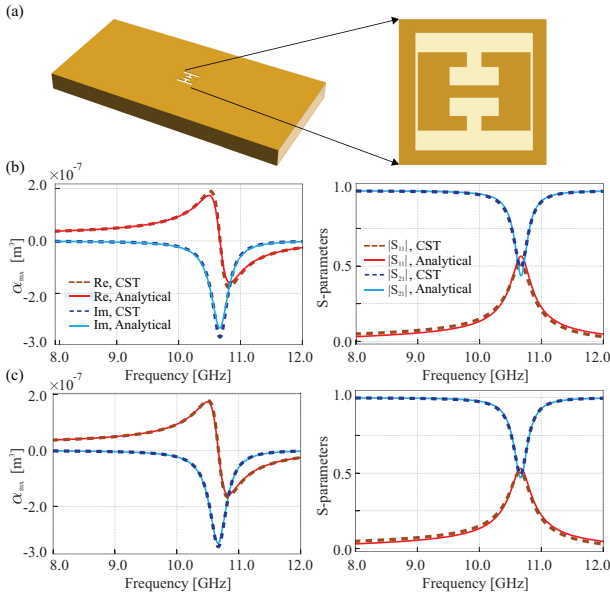 (a)
(b)
×10⁻⁷
2.0
0.0
-2.0
-3.0
αₘₓ [m³]
Re, CST
Re, Analytical
Im, CST
Im, Analytical
8.0 9.0 10.0 11.0 12.0
Frequency [GHz]
1.0
0.5
0.0
S-parameters
|S₁₁|, CST
|S₁₁|, Analytical
|S₂₁|, CST
|S₂₁|, Analytical
8.0 9.0 10.0 11.0 12.0
Frequency [GHz]
(c)
×10⁻⁷
2.0
0.0
-2.0
-3.0
αₘₓ [m³]
8.0 9.0 10.0 11.0 12.0
Frequency [GHz]
1.0
0.5
0.0
S-parameters
8.0 9.0 10.0 11.0 12.0
Frequency [GHz]